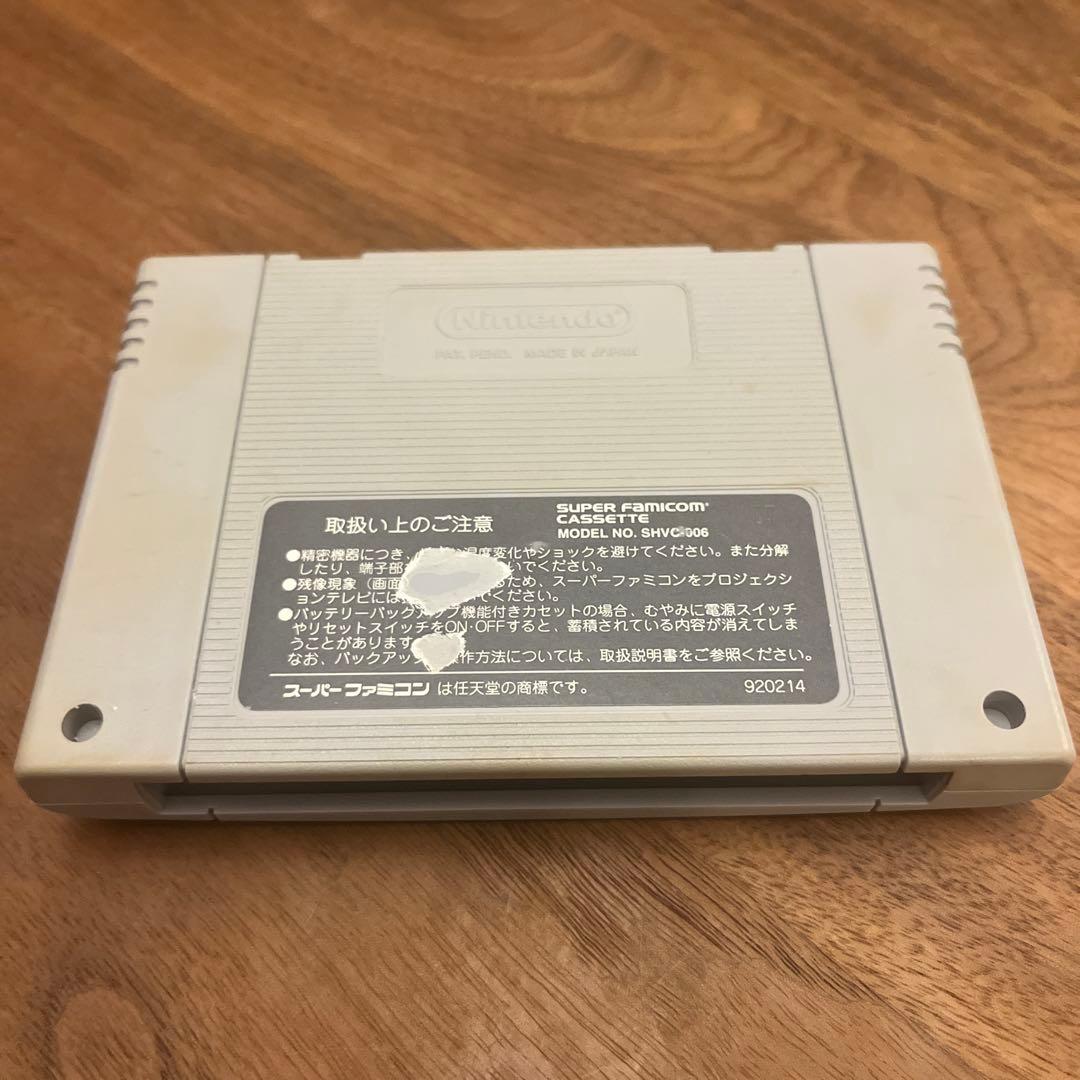 Nintendo
PAT. PEND. MADE IN JAPAN
取扱い上のご注意
SUPER FAMICOM
CASSETTE
MODEL NO. SHVC-006
●精密機器につき、 温度変化やショックを避けてください。また分解
したり、端子部 いでください。
●残像現象（画面 ため、スーパーファミコンをプロジェクシ
ョンテレビには でください。
●バッテリーバックアップ機能付きカセットの場合、むやみに電源スイッチ
やリセットスイッチをON・OFFすると、蓄積されている内容が消えてしま
うことがあります
なお、バックアップ 操作方法については、取扱説明書をご参照ください。
スーパーファミコン は任天堂の商標です。
920214